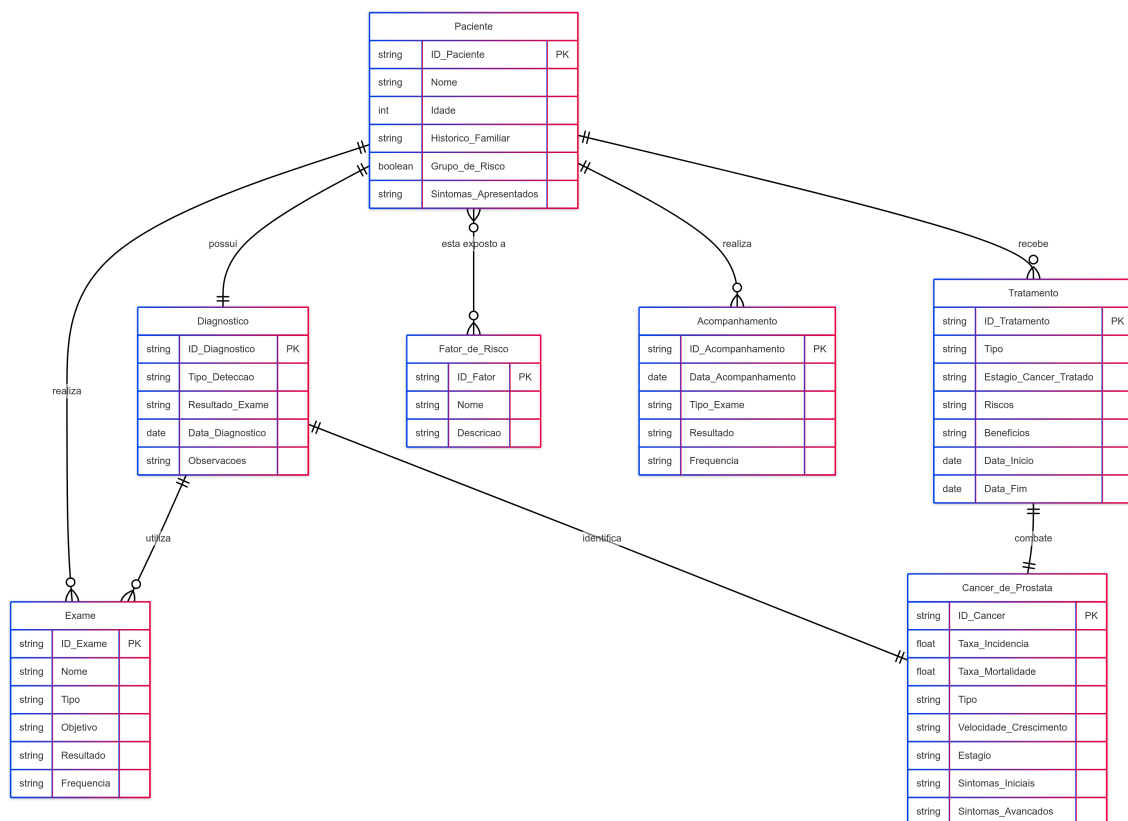 Paciente
string ID_Paciente PK
string Nome
int Idade
string Historico_Familiar
boolean Grupo_de_Risco
string Sintomas_Apresentados
possui
esta exposto a
realiza
recebe
Diagnostico
string ID_Diagnostico PK
string Tipo_Deteccao
string Resultado_Exame
date Data_Diagnostico
string Observacoes
Fator_de_Risco
string ID_Fator PK
string Nome
string Descricao
Acompanhamento
string ID_Acompanhamento PK
date Data_Acompanhamento
string Tipo_Exame
string Resultado
string Frequencia
Tratamento
string ID_Tratamento PK
string Tipo
string Estagio_Cancer_Tratado
string Riscos
string Beneficios
date Data_Inicio
date Data_Fim
realiza
utiliza
identifica
combate
Exame
string ID_Exame PK
string Nome
string Tipo
string Objetivo
string Resultado
string Frequencia
Cancer_de_Prostata
string ID_Cancer PK
float Taxa_Incidencia
float Taxa_Mortalidade
string Tipo
string Velocidade_Crescimento
string Estagio
string Sintomas_Iniciais
string Sintomas_Avancados